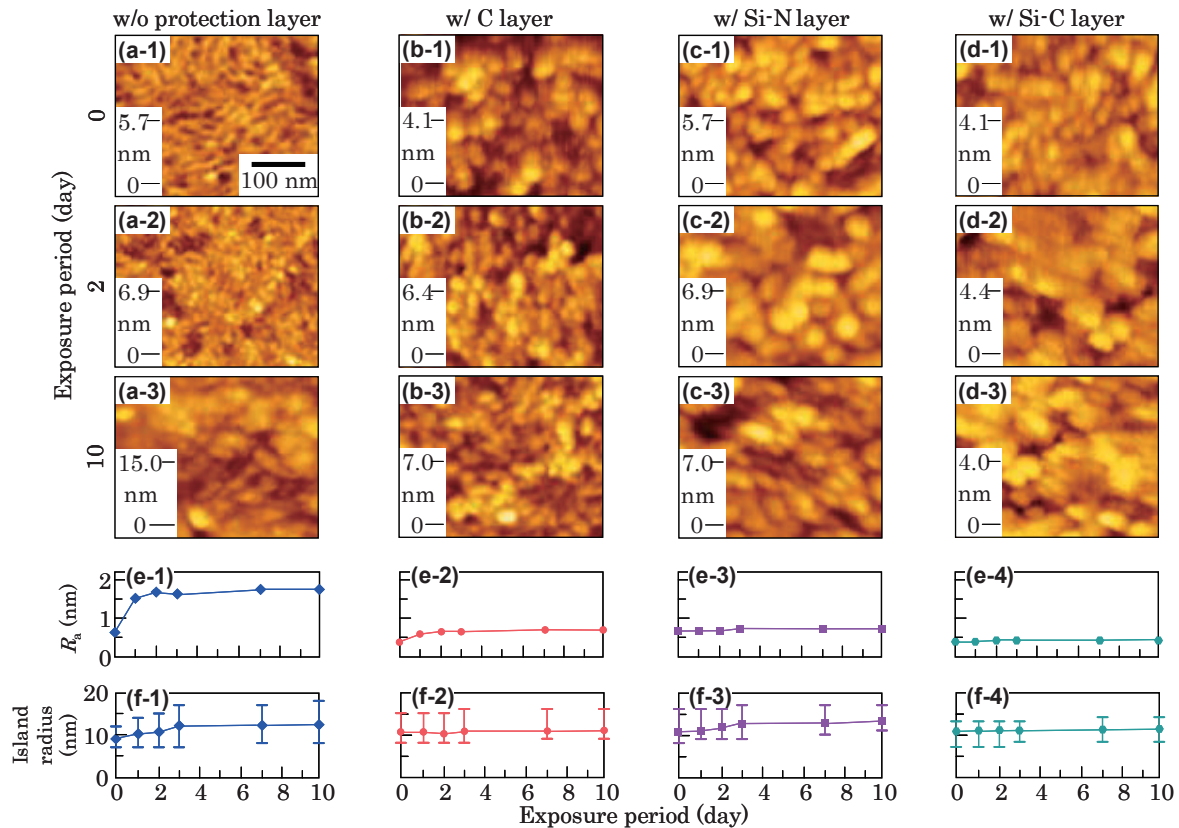 w/o protection layer
w/ C layer
w/ Si-N layer
w/ Si-C layer
Exposure period (day)
0
(a-1)
5.7
nm
0
100 nm
(b-1)
4.1
nm
0
(c-1)
5.7
nm
0
(d-1)
4.1
nm
0
2
(a-2)
6.9
nm
0
(b-2)
6.4
nm
0
(c-2)
6.9
nm
0
(d-2)
4.4
nm
0
10
(a-3)
15.0
nm
0
(b-3)
7.0
nm
0
(c-3)
7.0
nm
0
(d-3)
4.0
nm
0
Ra (nm)
2
1
0
(e-1)
(e-2)
(e-3)
(e-4)
Island
radius
(nm)
20
10
0
(f-1)
(f-2)
(f-3)
(f-4)
0 2 4 6 8 10
0 2 4 6 8 10
0 2 4 6 8 10
0 2 4 6 8 10
Exposure period (day)